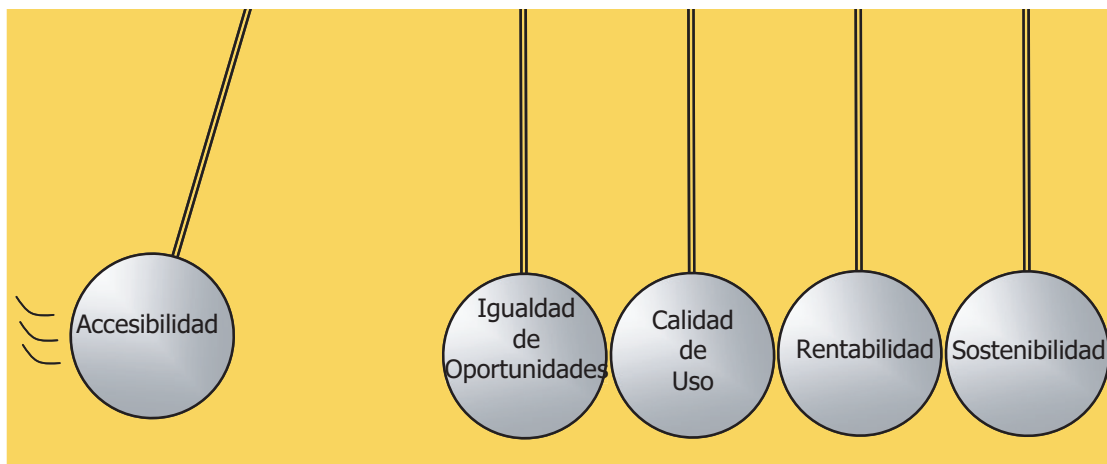 Accesibilidad
Igualdad
de
Oportunidades
Calidad
de
Uso
Rentabilidad
Sostenibilidad